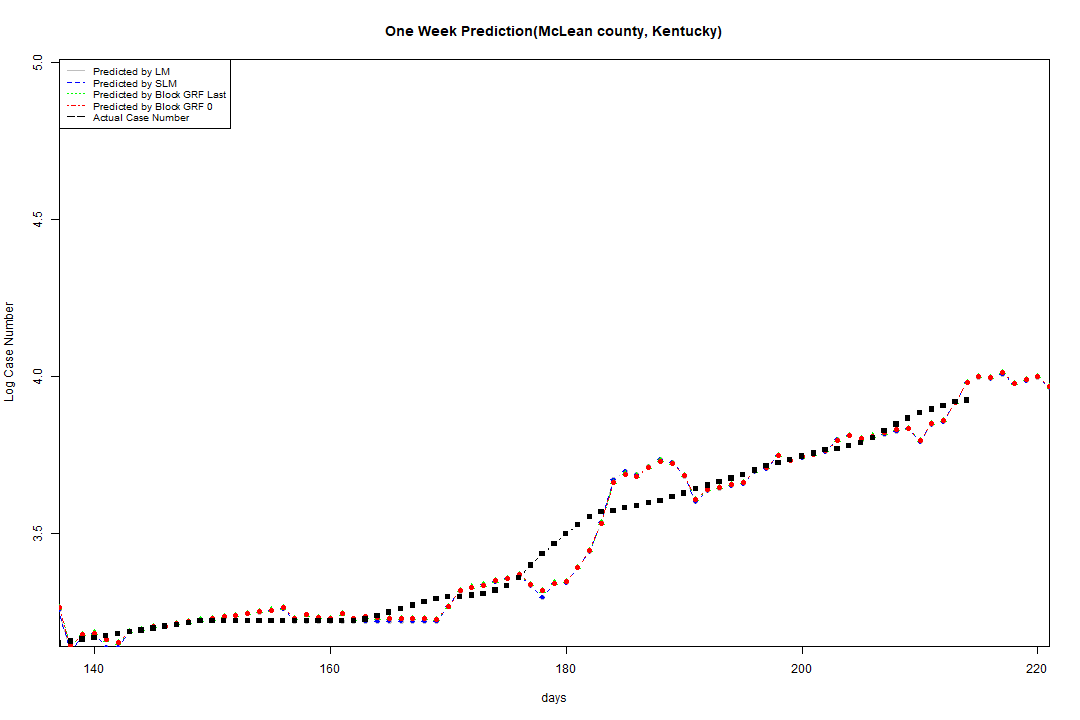 One Week Prediction(McLean county, Kentucky)
Predicted by LM
Predicted by SLM
Predicted by Block GRF Last
Predicted by Block GRF 0
Actual Case Number
5.0
4.5
4.0
3.5
Log Case Number
140 160 180 200 220
days